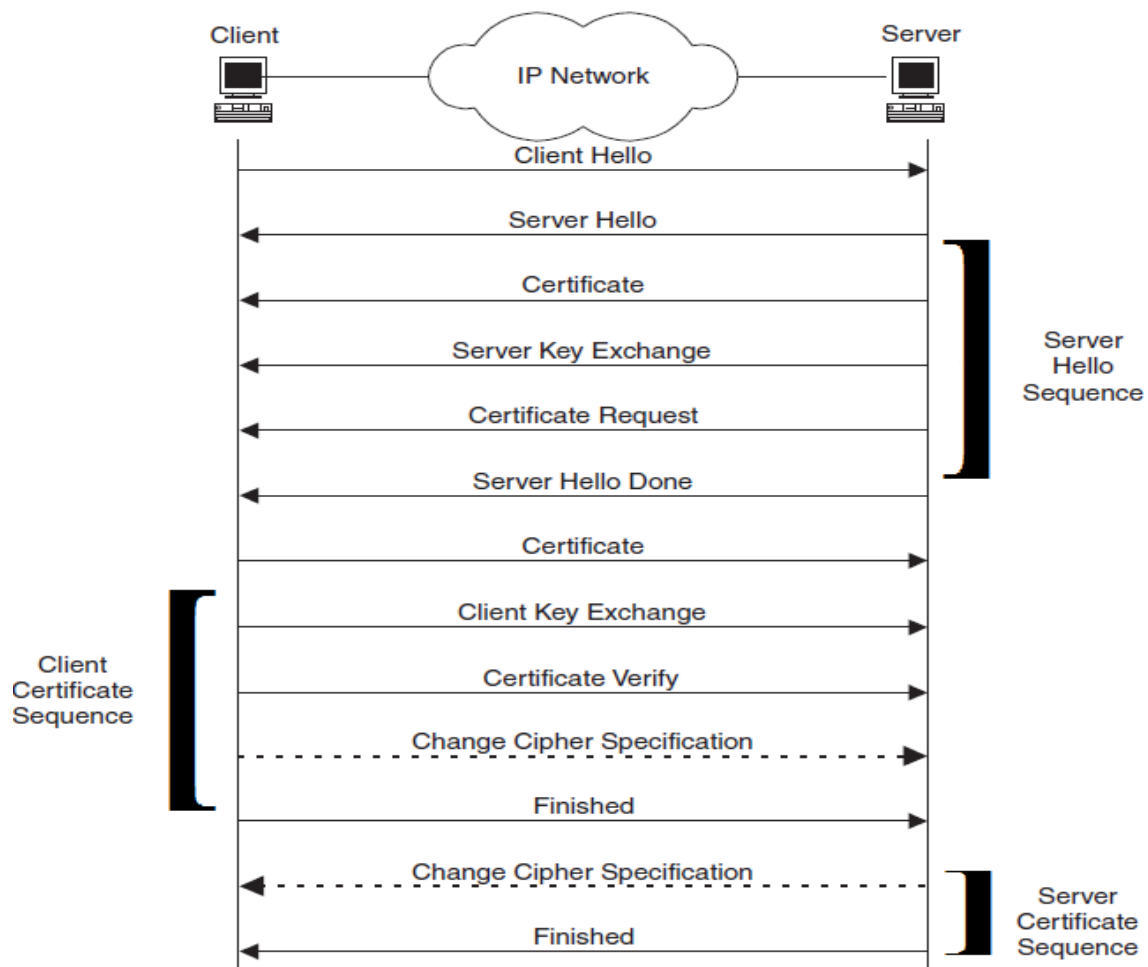 Client
Server
IP Network
Client Hello
Server Hello
Certificate
Server Key Exchange
Certificate Request
Server Hello Done
Server
Hello
Sequence
Certificate
Client Key Exchange
Certificate Verify
Change Cipher Specification
Finished
Client
Certificate
Sequence
Change Cipher Specification
Finished
Server
Certificate
Sequence